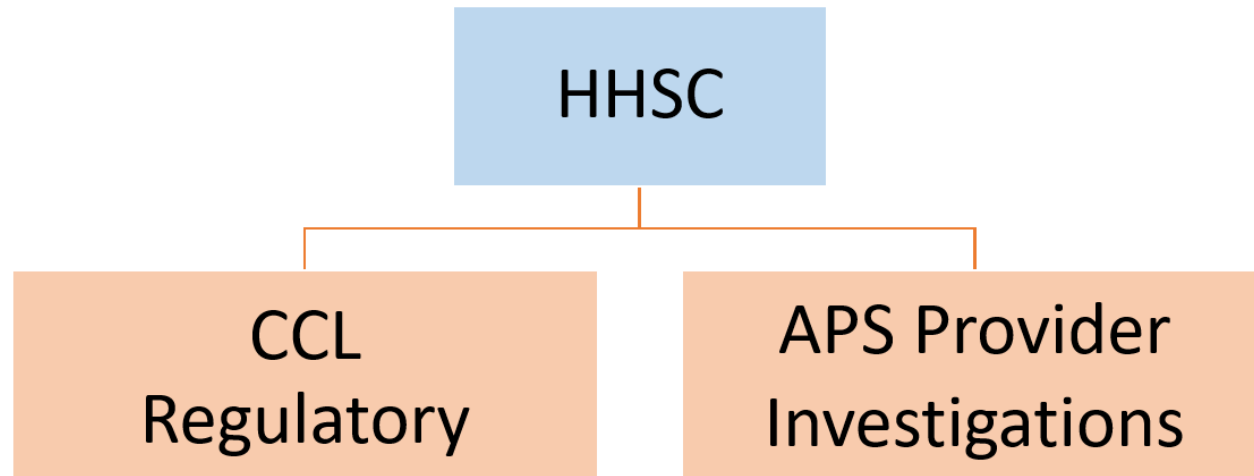 HHSC
CCL
Regulatory
APS Provider
Investigations